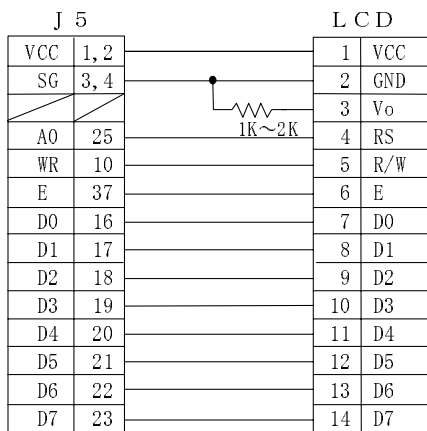 J 5 LCD
VCC 1,2 1 VCC
SG 3,4 2 GND
3 Vo
1K～2K
A0 25 4 RS
WR 10 5 R/W
E 37 6 E
D0 16 7 D0
D1 17 8 D1
D2 18 9 D2
D3 19 10 D3
D4 20 11 D4
D5 21 12 D5
D6 22 13 D6
D7 23 14 D7